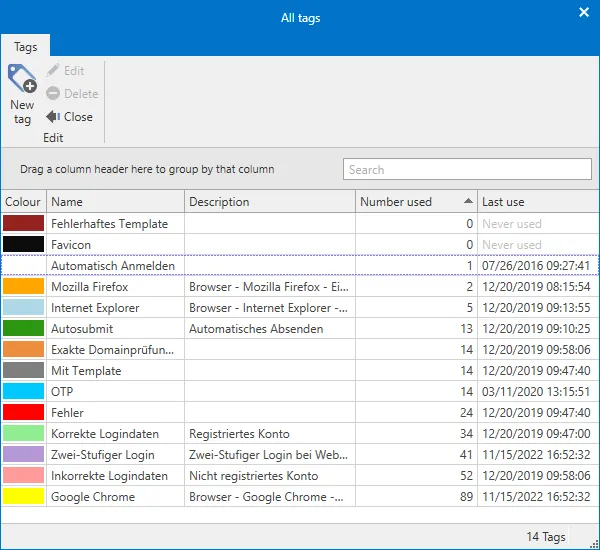 All tags
Tags
New tag
Edit
Delete
Close
Edit
Drag a column header here to group by that column
Search
Colour Name Description Number used Last use
Fehlerhaftes Template 0 Never used
Favicon 0 Never used
Automatisch Anmelden 1 07/26/2016 09:27:41
Mozilla Firefox Browser - Mozilla Firefox - Ei... 2 12/20/2019 08:15:54
Internet Explorer Browser - Internet Explorer -... 5 12/20/2019 09:13:55
Autosubmit Automatisches Absenden 13 12/20/2019 09:10:25
Exakte Domainprüfun... 14 12/20/2019 09:58:06
Mit Template 14 12/20/2019 09:47:40
OTP 14 03/11/2020 13:15:51
Fehler 24 12/20/2019 09:47:40
Korrekte Logindaten Registriertes Konto 34 12/20/2019 09:47:00
Zwei-Stufiger Login Zwei-Stufiger Login bei Web... 41 11/15/2022 16:52:32
Inkorrekte Logindaten Nicht registriertes Konto 52 12/20/2019 09:58:06
Google Chrome Browser - Google Chrome -... 89 11/15/2022 16:52:32
14 Tags